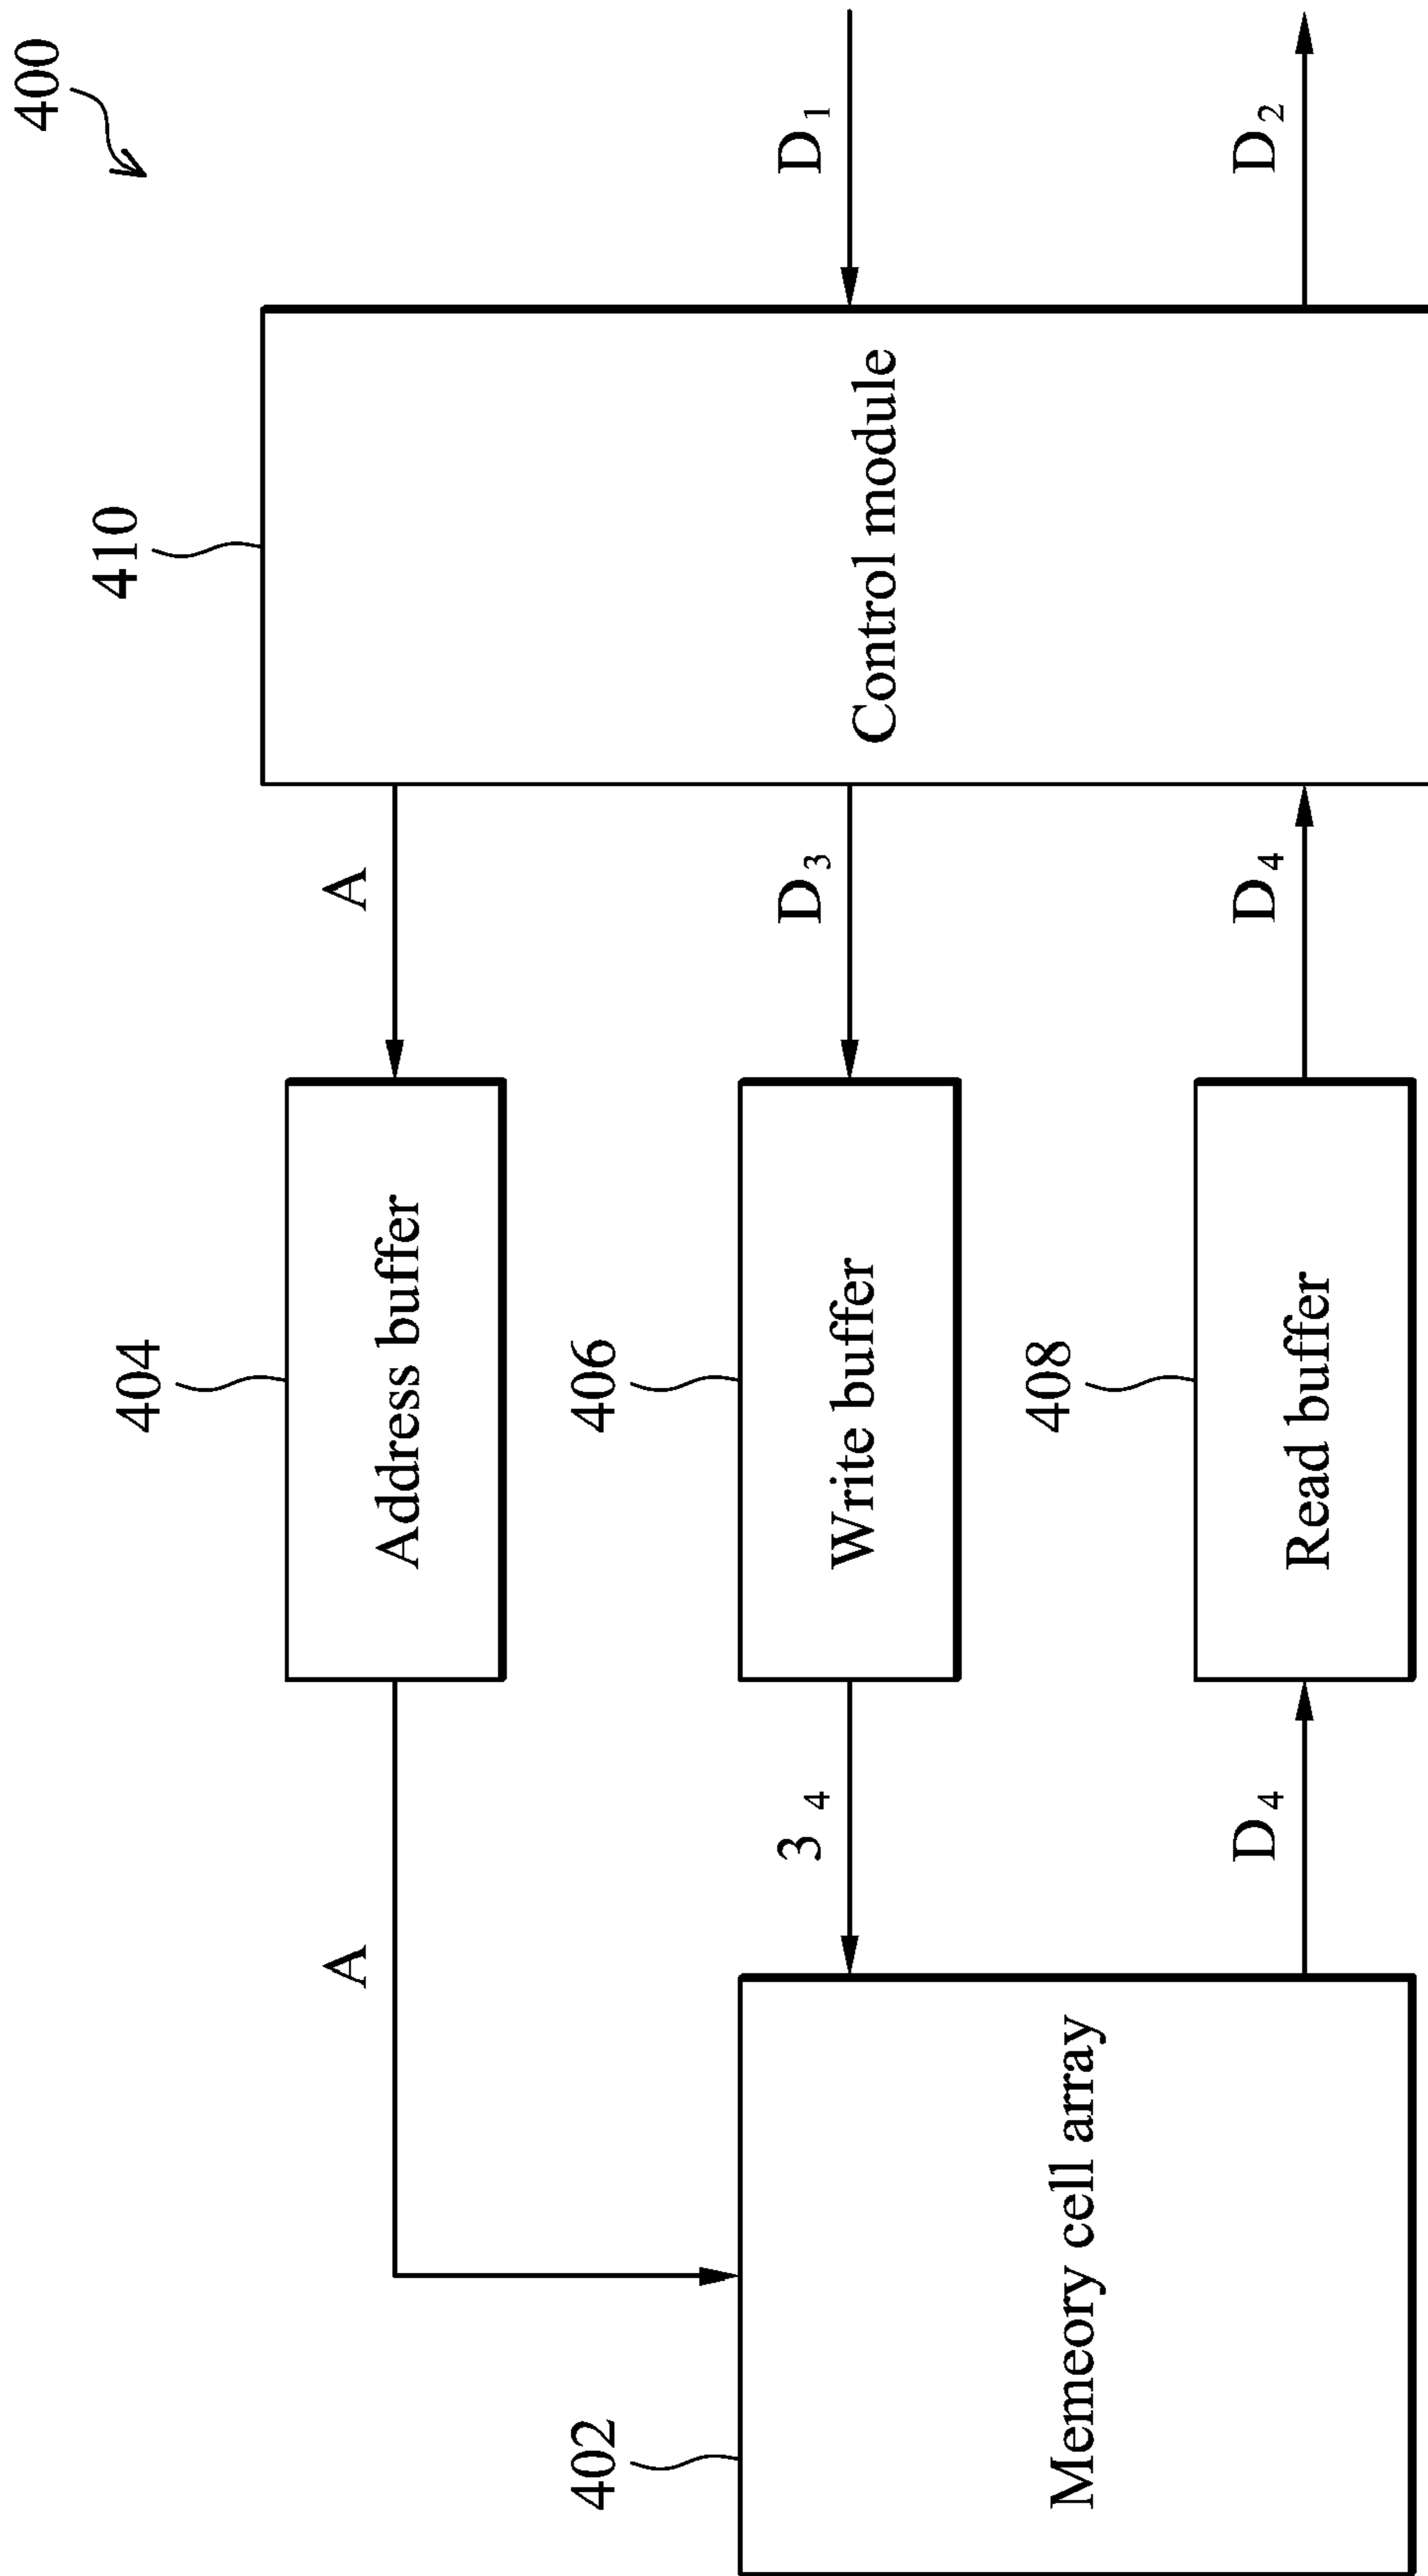 400
410
A
404
Address buffer
A
D1
Control module
D3
406
Write buffer
3 4
402
Memeory cell array
D2
D4
408
Read buffer
D4